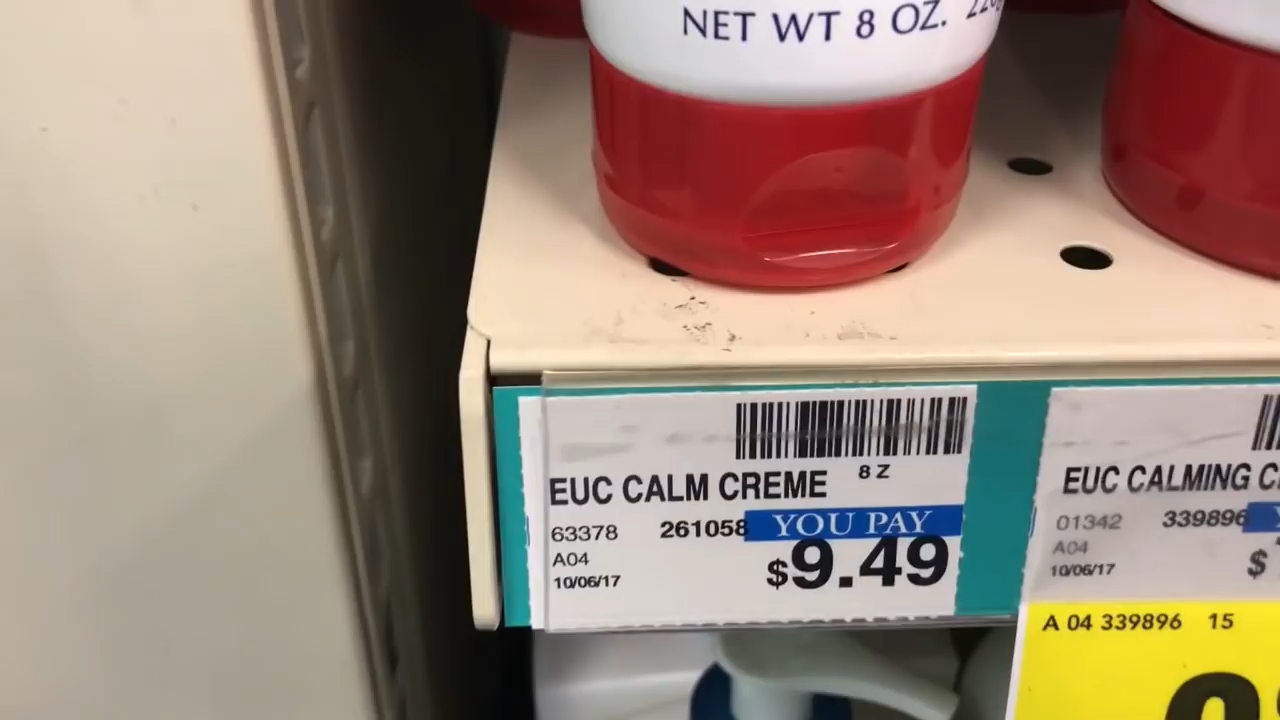 NET WT 8 OZ.
EUC CALM CREME 8 Z
63378 261058 YOU PAY
A04
10/06/17 $9.49
EUC CALMING
01342 339896
A04
10/06/17 $
A 04 339896 15